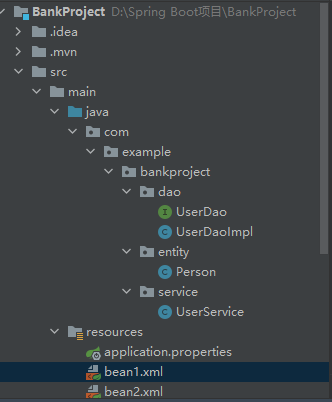 BankProject D:\Spring Boot项目\BankProject
.idea
.mvn
src
main
java
com
example
bankproject
dao
I UserDao
C UserDaoImpl
entity
C Person
service
C UserService
resources
application.properties
bean1.xml
bean2.xml